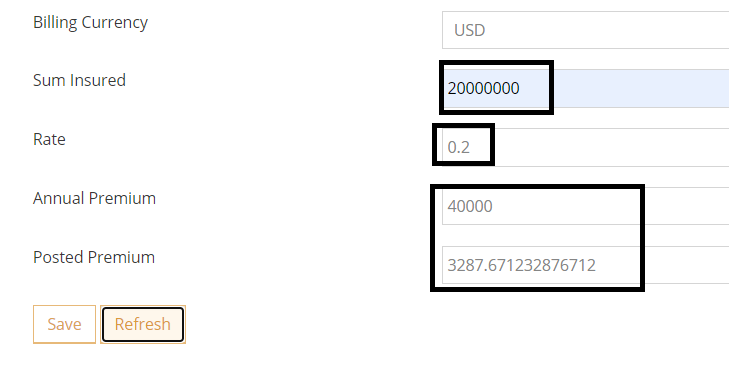 Billing Currency USD
Sum Insured 20000000
Rate 0.2
Annual Premium 40000
Posted Premium 3287.671232876712
Save Refresh